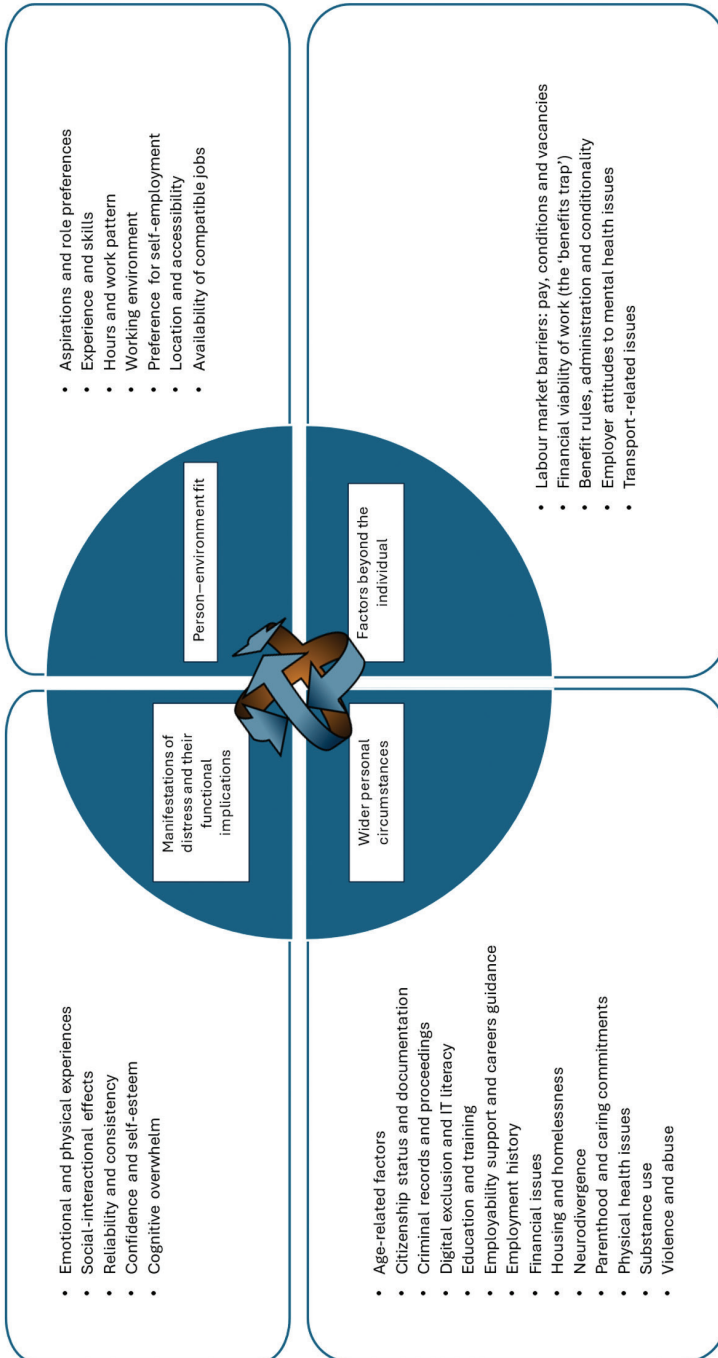 • Emotional and physical experiences
• Social-interactional effects
• Reliability and consistency
• Confidence and self-esteem
• Cognitive overwhelm
Manifestations of
distress and their
functional
implications
Person–environment fit
• Aspirations and role preferences
• Experience and skills
• Hours and work pattern
• Working environment
• Preference for self-employment
• Location and accessibility
• Availability of compatible jobs
• Age-related factors
• Citizenship status and documentation
• Criminal records and proceedings
• Digital exclusion and IT literacy
• Education and training
• Employability support and careers guidance
• Employment history
• Financial issues
• Housing and homelessness
• Neurodivergence
• Parenthood and caring commitments
• Physical health issues
• Substance use
• Violence and abuse
Wider personal
circumstances
Factors beyond the
individual
• Labour market barriers: pay, conditions and vacancies
• Financial viability of work (the ‘benefits trap’)
• Benefit rules, administration and conditionality
• Employer attitudes to mental health issues
• Transport-related issues